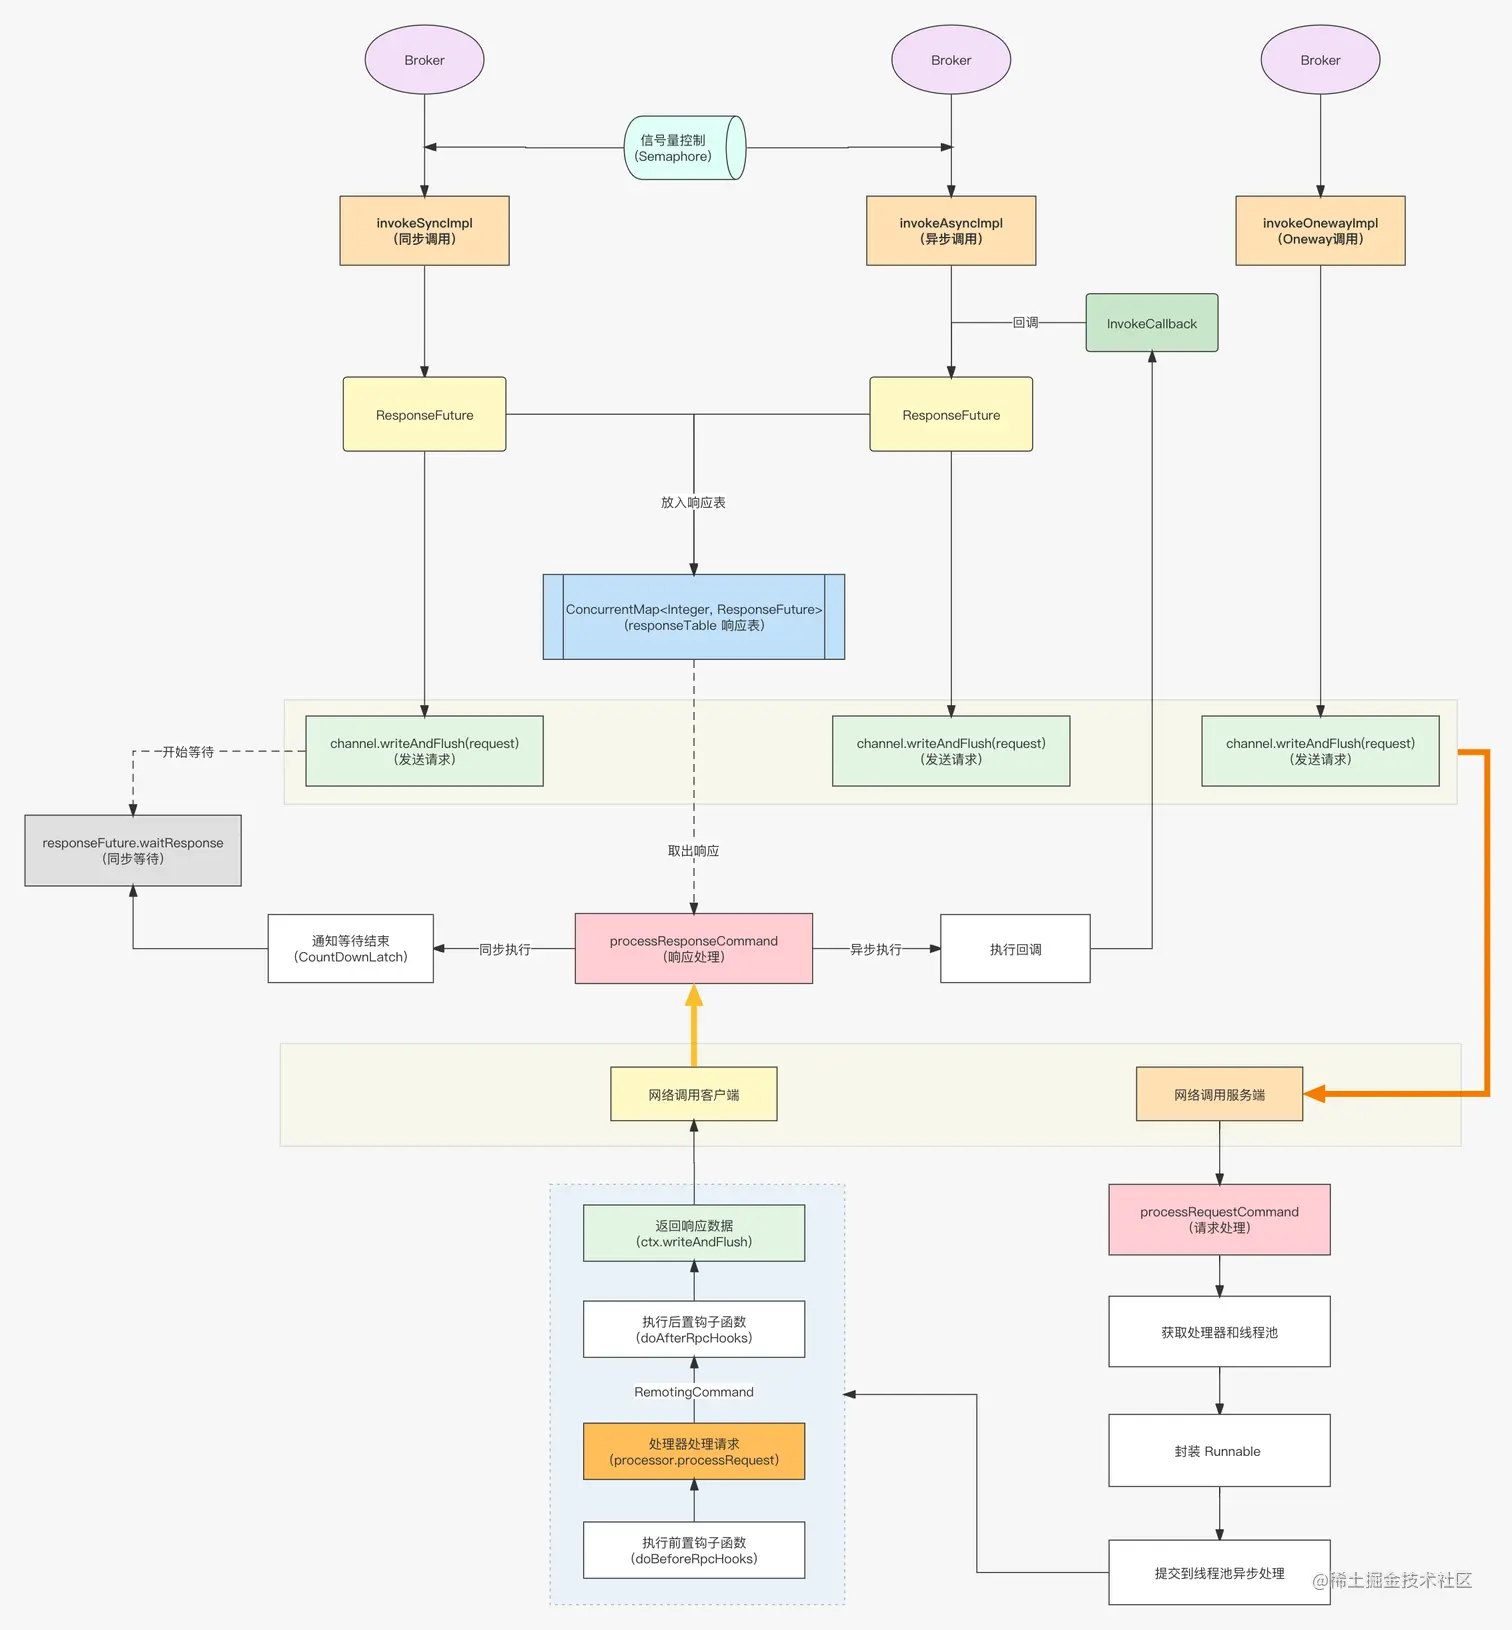 Broker
Broker
Broker
信号量控制
(Semaphore)
invokeSyncImpl
(同步调用)
invokeAsyncImpl
(异步调用)
invokeOnewayImpl
(Oneway调用)
回调
InvokeCallback
ResponseFuture
ResponseFuture
放入响应表
ConcurrentMap<Integer, ResponseFuture>
(responseTable 响应表)
channel.writeAndFlush(request)
(发送请求)
channel.writeAndFlush(request)
(发送请求)
channel.writeAndFlush(request)
(发送请求)
开始等待
responseFuture.waitResponse
(同步等待)
取出响应
通知等待结束
(CountDownLatch)
同步执行
processResponseCommand
(响应处理)
异步执行
执行回调
网络调用客户端
网络调用服务端
返回响应数据
(ctx.writeAndFlush)
processRequestCommand
(请求处理)
执行后置钩子函数
(doAfterRpcHooks)
获取处理器和线程池
RemotingCommand
处理器处理请求
(processor.processRequest)
封装 Runnable
执行前置钩子函数
(doBeforeRpcHooks)
提交到线程池异步处理
@稀土掘金技术社区